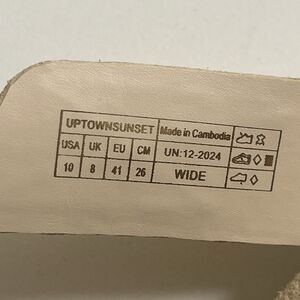 UPTOWNSUNSET Made in Cambodia
USA UK EU CM UN:12-2024
10 8 41 26 WIDE